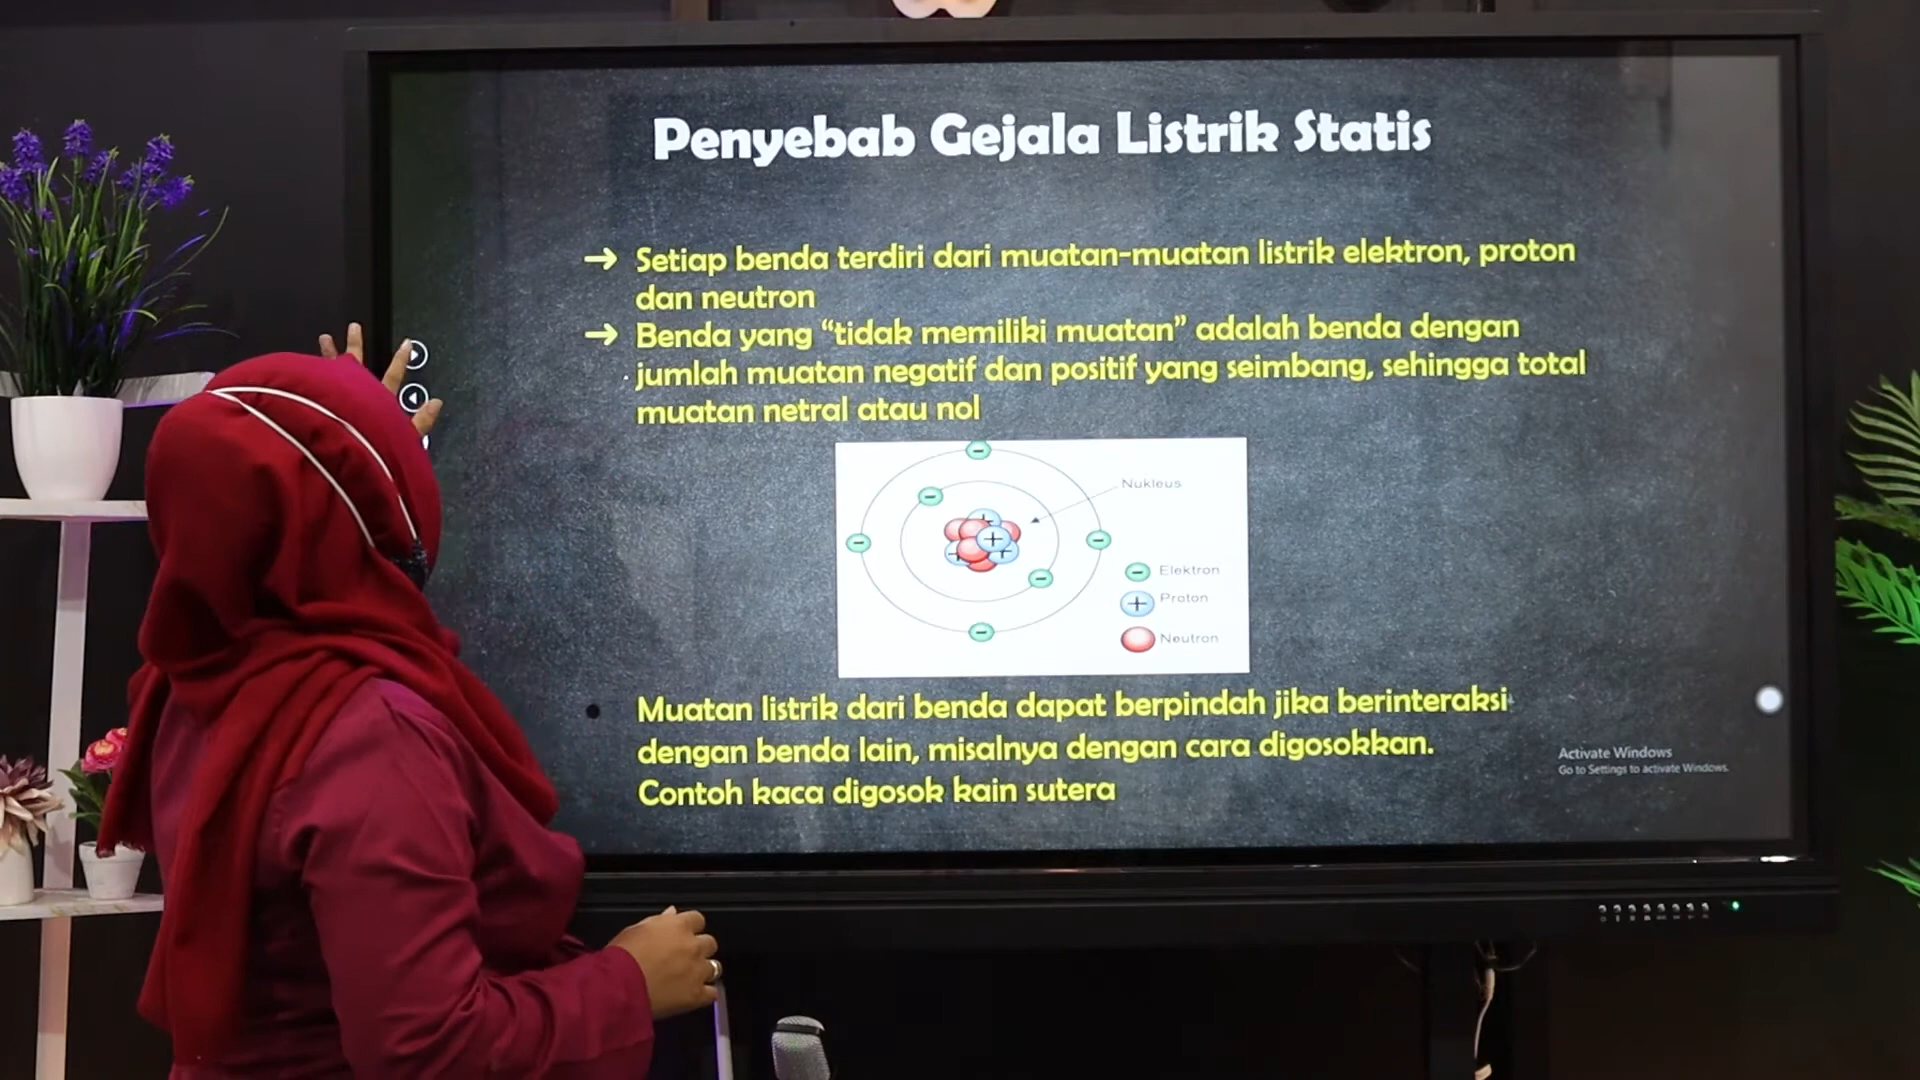 Penyebab Gejala Listrik Statis
→ Setiap benda terdiri dari muatan-muatan listrik elektron, proton
dan neutron
→ Benda yang “tidak memiliki muatan” adalah benda dengan
jumlah muatan negatif dan positif yang seimbang, sehingga total
muatan netral atau nol
Nukleus
Elektron
Proton
Neutron
• Muatan listrik dari benda dapat berpindah jika berinteraksi
dengan benda lain, misalnya dengan cara digosokkan.
Contoh kaca digosok kain sutera
Activate Windows
Go to Settings to activate Windows.